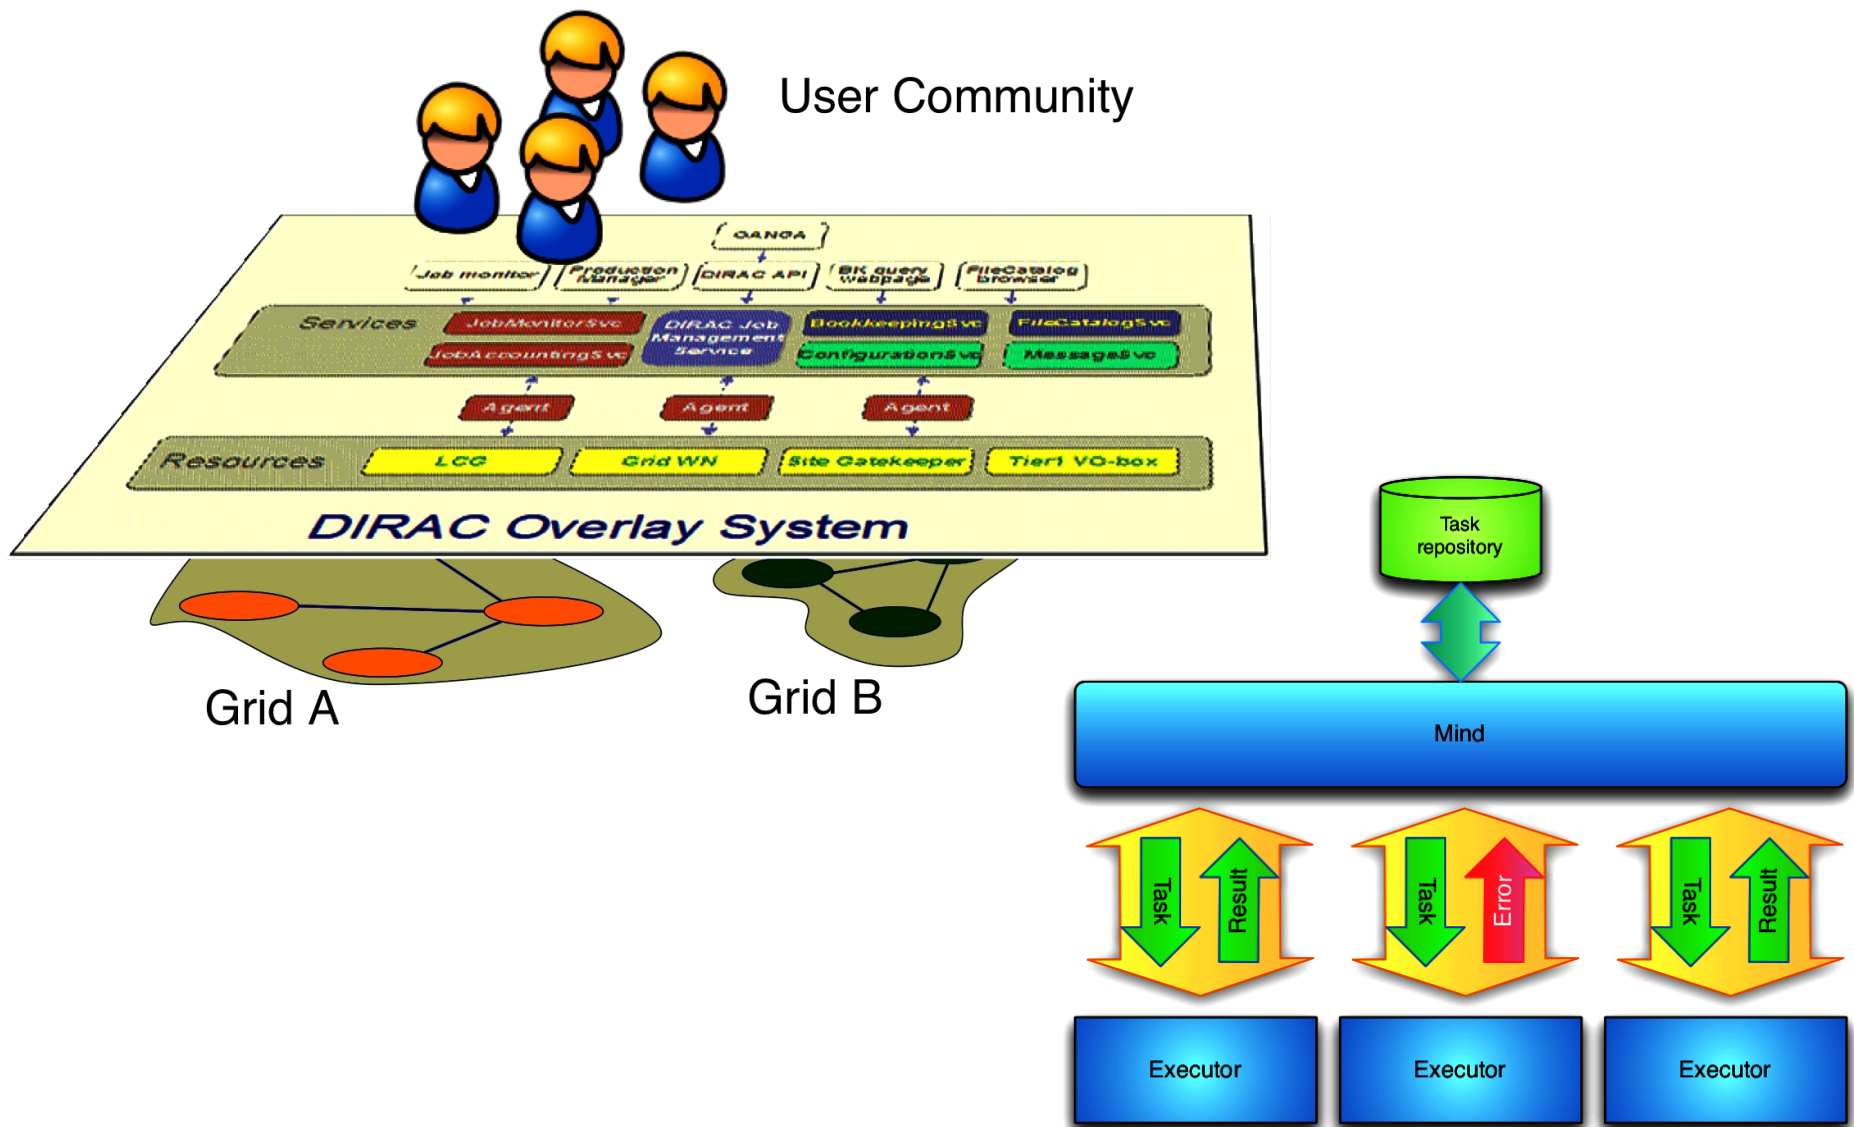 User Community
GANGA
Job monitor
Production
Manager
DIRAC API
BK query
webpage
FileCatalog
browser
Services
JobMonitorSvc
DIRAC Job
Management
Service
BookkeepingSvc
FileCatalogSvc
JobAccountingSvc
ConfigurationSvc
MessageSvc
Agent
Agent
Agent
Resources
LCG
Grid WN
Site Gatekeeper
Tier1 VO-box
DIRAC Overlay System
Grid A
Grid B
Task
repository
Mind
Task
Result
Task
Error
Task
Result
Executor
Executor
Executor